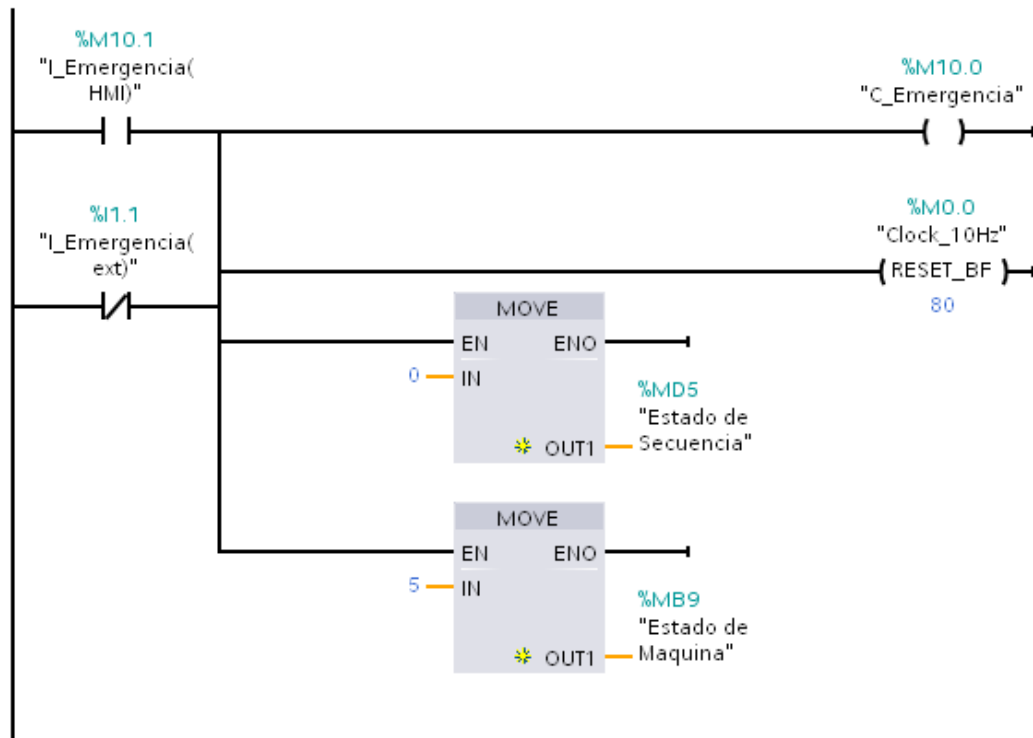 %M10.1
"I_Emergencia(
HMI)"
%M10.0
"C_Emergencia"
%I1.1
"I_Emergencia(
ext)"
%M0.0
"Clock_10Hz"
RESET_BF
80
MOVE
EN ENO
0 IN
%MD5
"Estado de
Secuencia"
OUT1
MOVE
EN ENO
5 IN
%MB9
"Estado de
Maquina"
OUT1